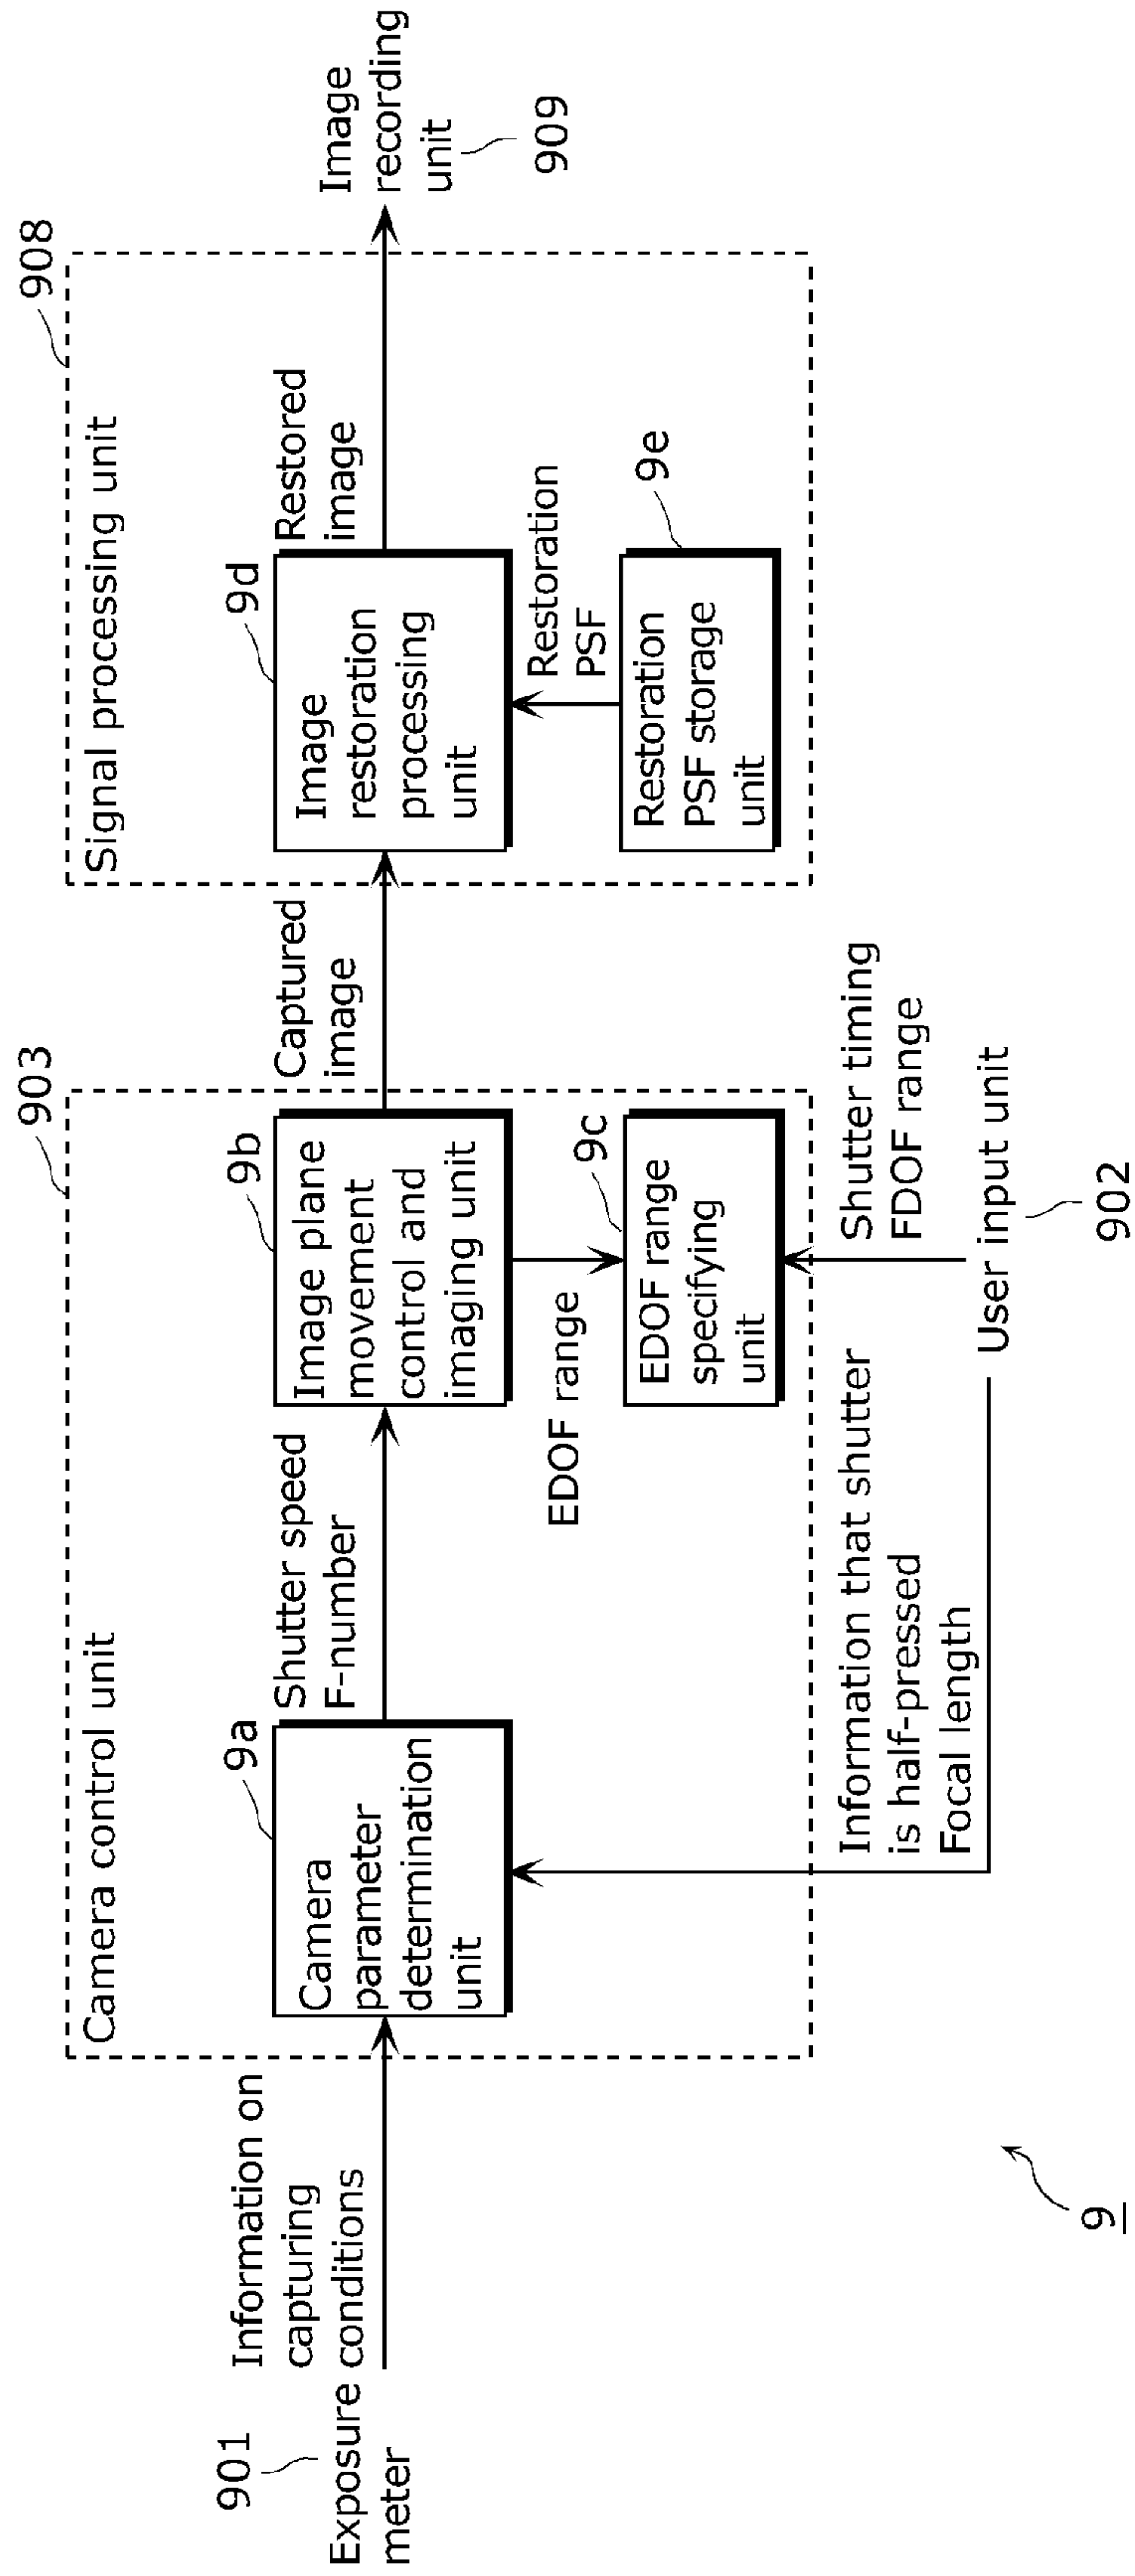 903
Camera control unit
908
Signal processing unit
901
Exposure
meter
Information on
capturing
conditions
9a
Camera
parameter
determination
unit
Shutter speed
F-number
9b
Image plane
movement
control and
imaging unit
Captured
image
9d
Image
restoration
processing
unit
Restored
image
Image
recording
unit
909
EDOF range
9c
EDOF range
specifying
unit
Restoration
PSF
9e
Restoration
PSF storage
unit
Information that shutter
is half-pressed
Focal length
Shutter timing
FDOF range
User input unit
902
9